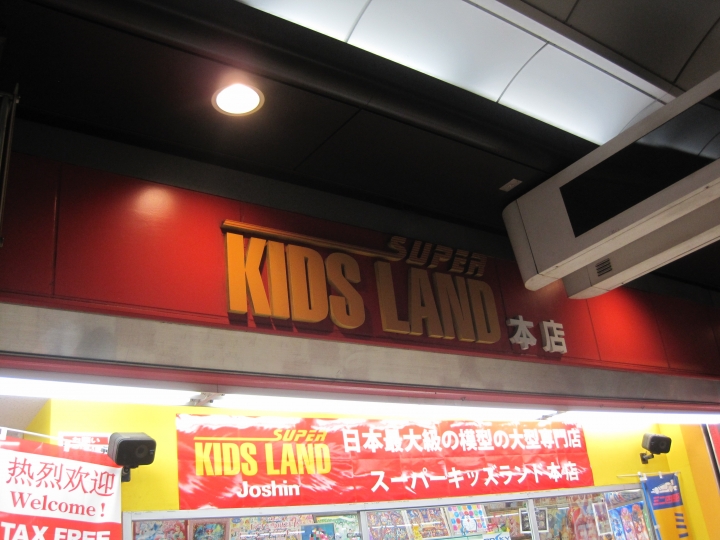 SUPER
KIDS LAND 本店
SUPER
KIDS LAND
Joshin
日本最大級の模型の大型専門店
スーパーキッズランド本店
热烈欢迎
Welcome!
TAX FREE